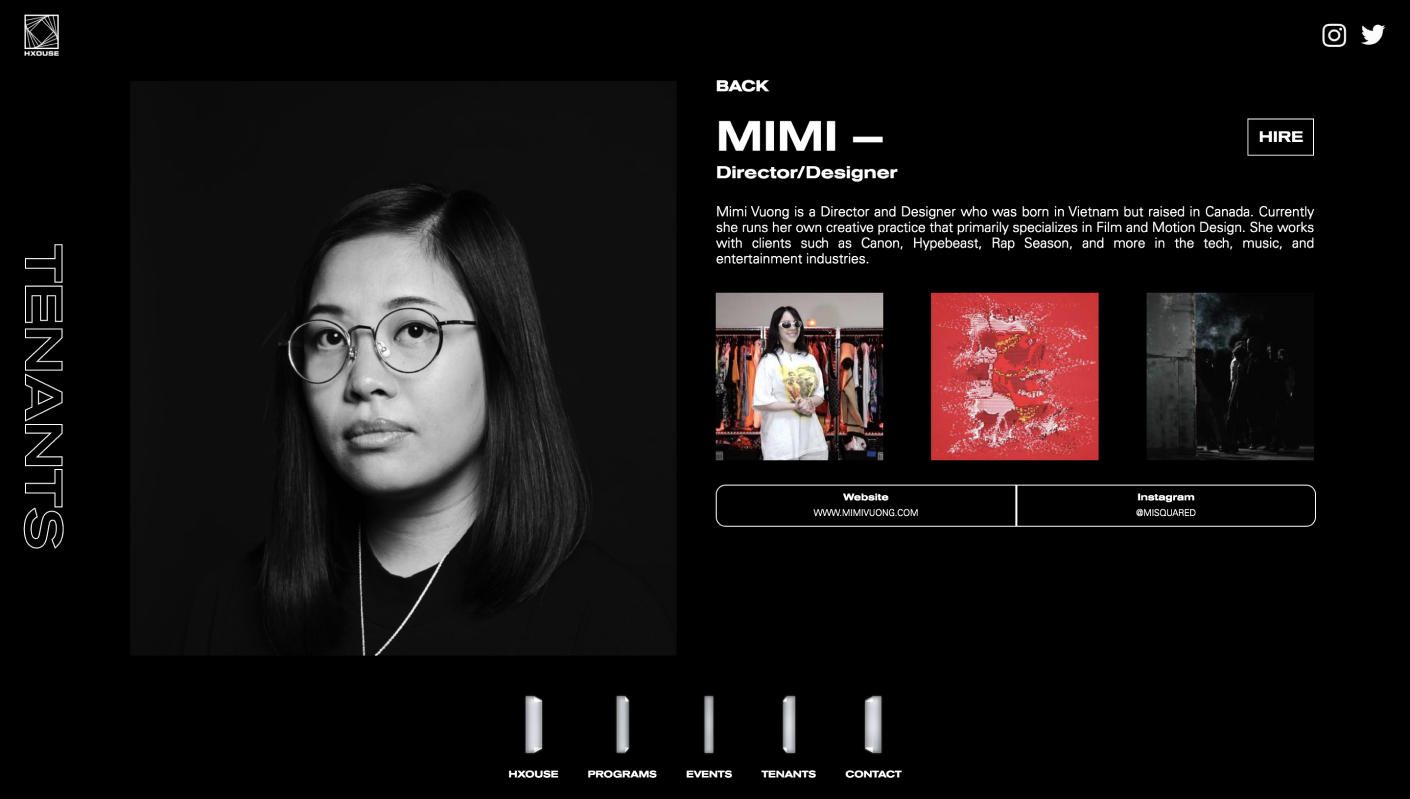 HXOUSE
TENANTS
BACK
MIMI –
HIRE
Director/Designer
Mimi Vuong is a Director and Designer who was born in Vietnam but raised in Canada. Currently
she runs her own creative practice that primarily specializes in Film and Motion Design. She works
with clients such as Canon, Hypebeast, Rap Season, and more in the tech, music, and
entertainment industries.
Website
WWW.MIMIVUONG.COM
Instagram
@MISQUARED
HXOUSE
PROGRAMS
EVENTS
TENANTS
CONTACT